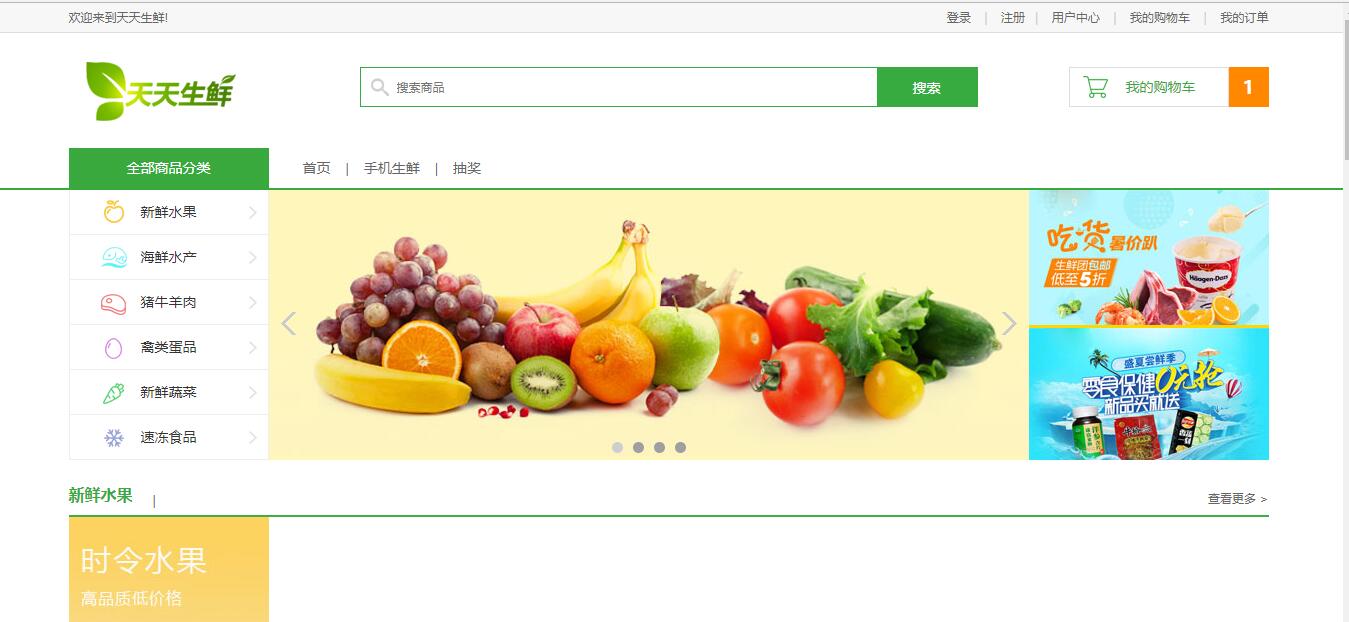 欢迎来到天天生鲜!
登录 | 注册 | 用户中心 | 我的购物车 | 我的订单
天天生鲜
搜索商品
搜索
我的购物车
1
全部商品分类
首页 | 手机生鲜 | 抽奖
新鲜水果
海鲜水产
猪牛羊肉
禽类蛋品
新鲜蔬菜
速冻食品
吃货暑价趴
生鲜团包邮
低至5折
Häagen-Dazs
盛夏尝鲜季
零食保健0元抢
新品买就送
新鲜水果 |
查看更多 >
时令水果
高品质低价格